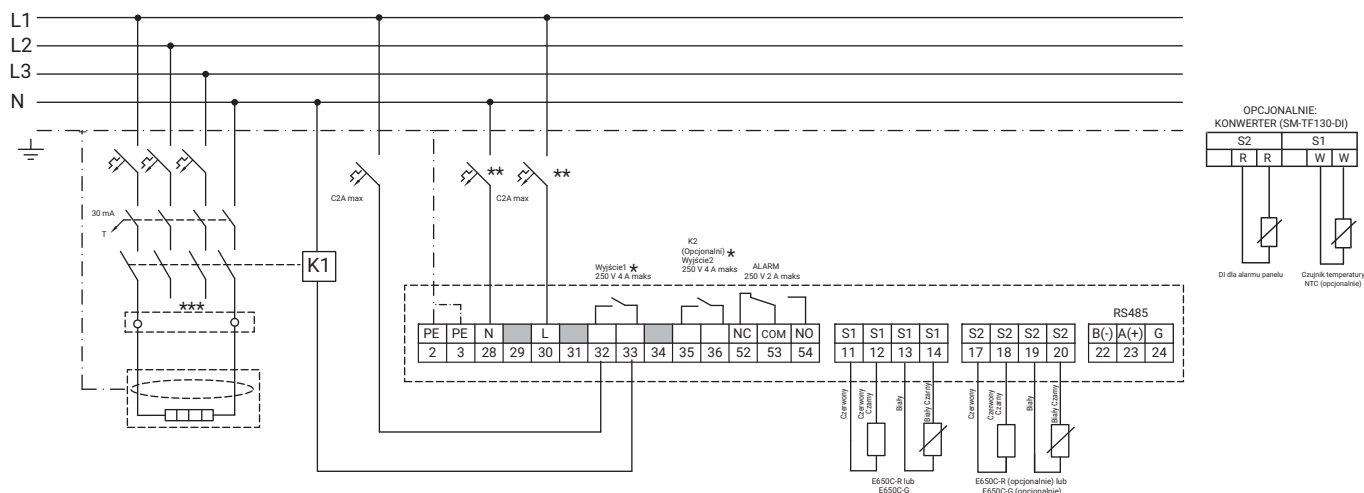 L1
L2
L3
N
OPCJONALNIE:
KONWERTER (SM-TF130-DI)
S2 S1
R R W W
DI dla alarmu panelu
Czujnik temperatury
NTC (opcjonalnie)
30 mA
T
***
K1
C2A max
**
C2A max
**
Wyjście1 *
250 V 4 A maks
K2
(Opcjonalni) *
Wyjście2
250 V 4 A maks
ALARM
250 V 2 A maks
PE PE N L NC COM NO
2 3 28 29 30 31 32 33 34 35 36 52 53 54
S1 S1 S1 S1
11 12 13 14
S2 S2 S2 S2
17 18 19 20
RS485
B(-) A(+) G
22 23 24
Czerwony
Czerwony
Czarny
Biały
Biały Czarny
Czerwony
Czerwony
Czarny
Biały
Biały Czarny
E650C-R lub
E650C-G
E650C-R (opcjonalnie) lub
E650C-G (opcjonalnie)